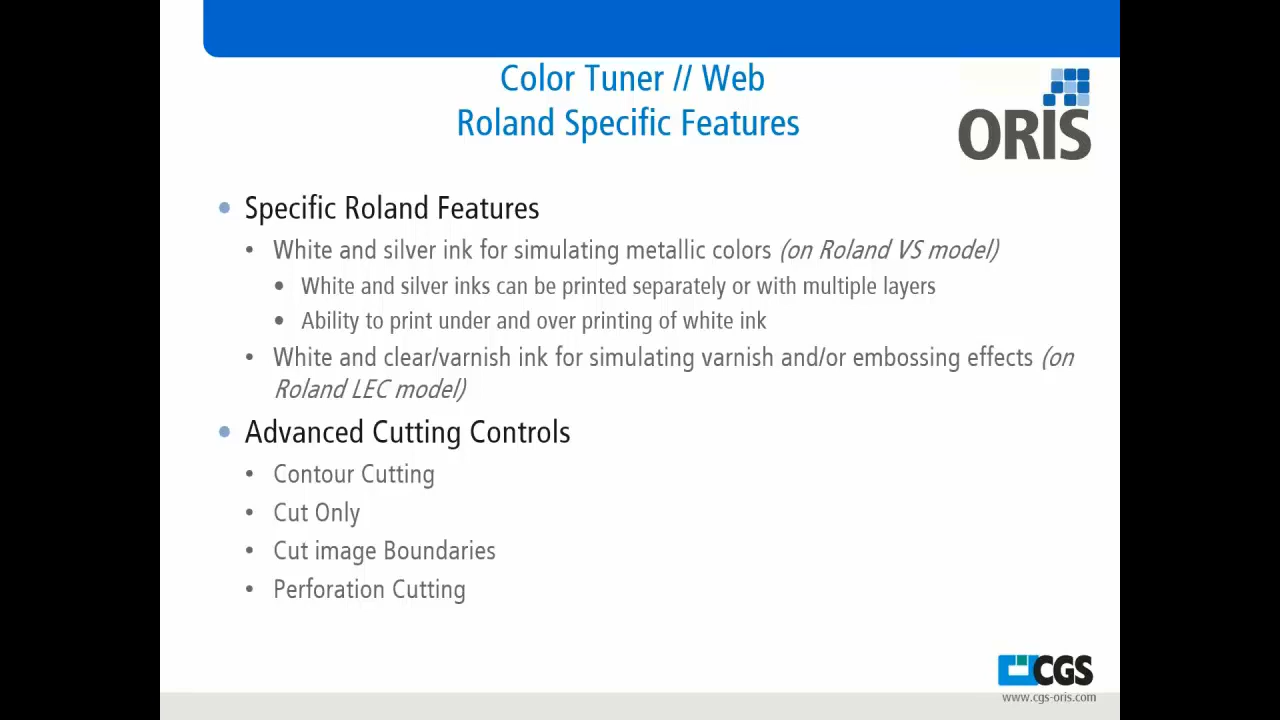 Color Tuner // Web
Roland Specific Features
ORIS
• Specific Roland Features
• White and silver ink for simulating metallic colors (on Roland VS model)
• White and silver inks can be printed separately or with multiple layers
• Ability to print under and over printing of white ink
• White and clear/varnish ink for simulating varnish and/or embossing effects (on
Roland LEC model)
• Advanced Cutting Controls
• Contour Cutting
• Cut Only
• Cut image Boundaries
• Perforation Cutting
CGS
www.cgs-oris.com